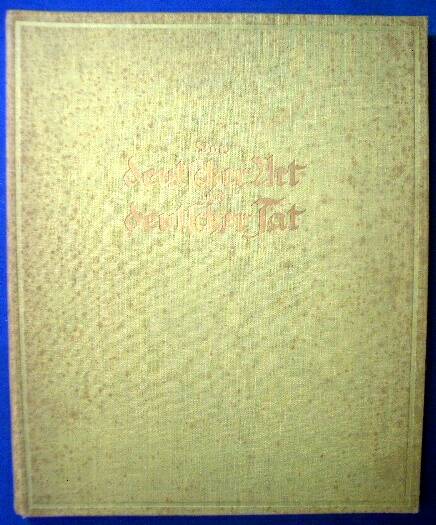 Von
deutscher Art
deutscher Tat